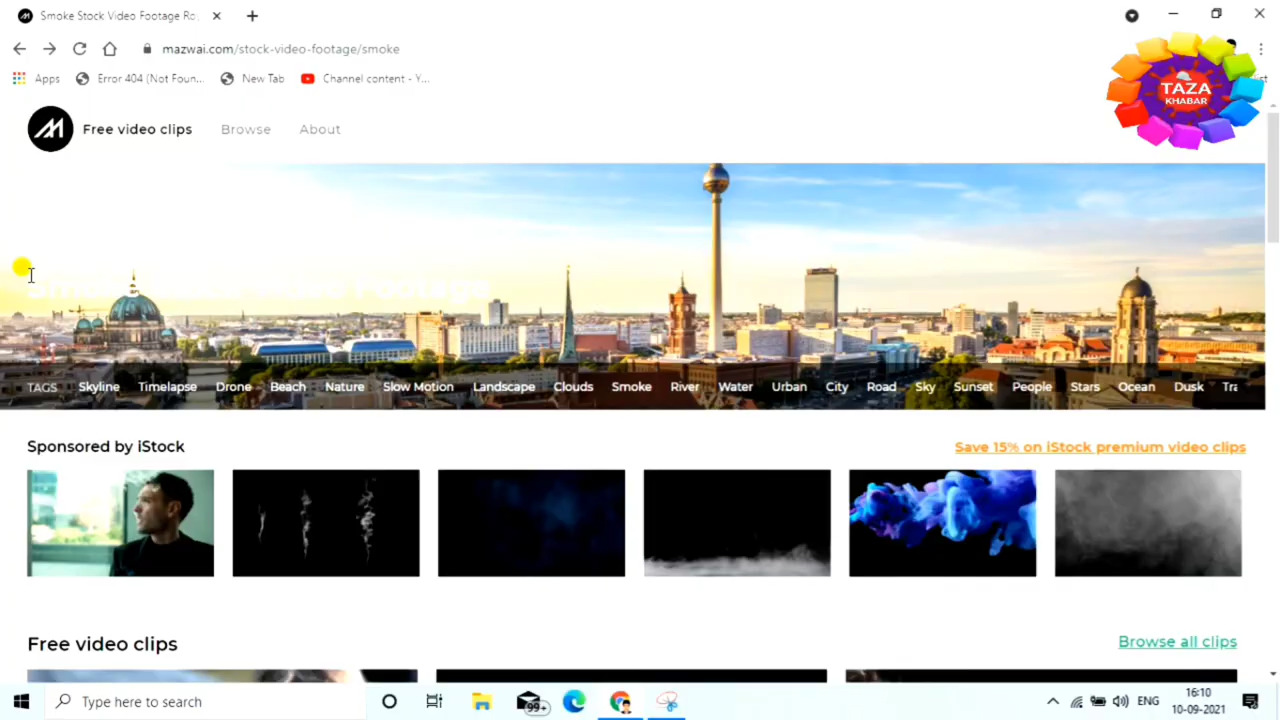 Smoke Stock Video Footage Ro
mazwai.com/stock-video-footage/smoke
Apps
Error 404 (Not Foun...
New Tab
Channel content - Y...
TAZA
KHABAR
Free video clips
Browse
About
TAGS Skyline Timelapse Drone Beach Nature Slow Motion Landscape Clouds Smoke River Water Urban City Road Sky Sunset People Stars Ocean Dusk Tra
Sponsored by iStock
Save 15% on iStock premium video clips
Free video clips
Browse all clips
Type here to search
99+
ENG
16:10
10-09-2021